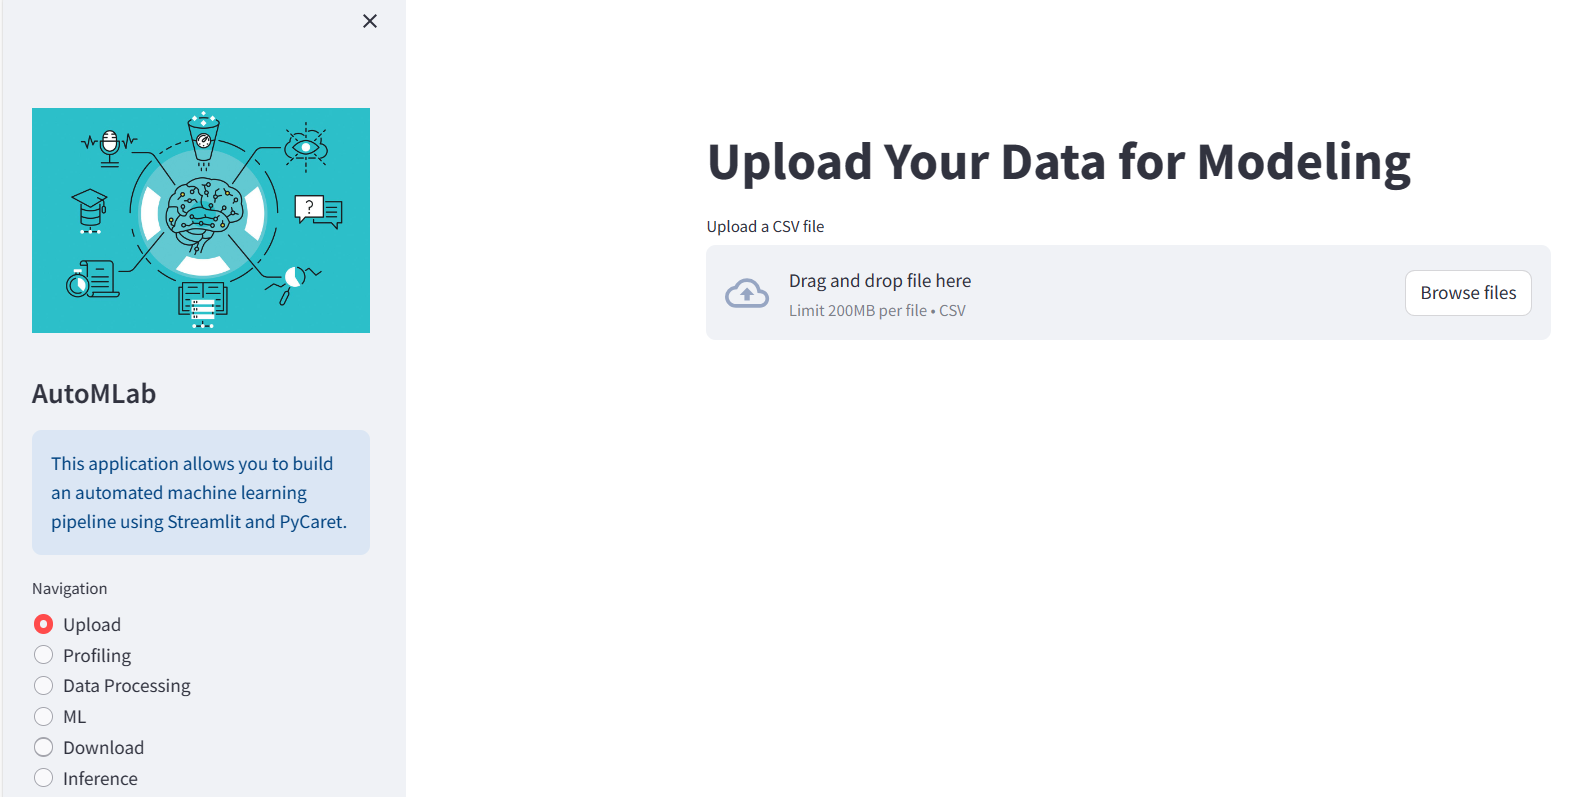 AutoMLab
This application allows you to build
an automated machine learning
pipeline using Streamlit and PyCaret.
Navigation
Upload
Profiling
Data Processing
ML
Download
Inference
Upload Your Data for Modeling
Upload a CSV file
Drag and drop file here
Limit 200MB per file • CSV
Browse files